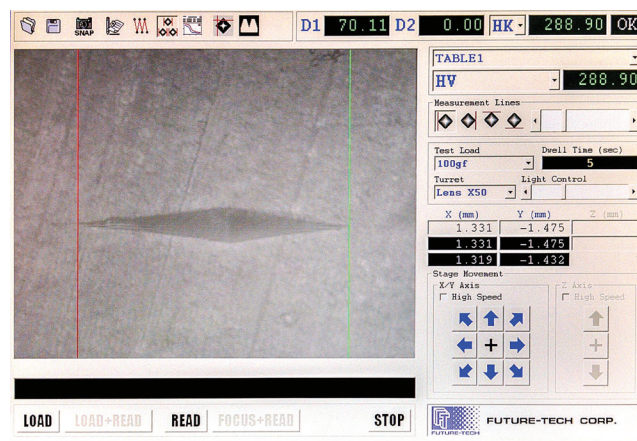 SNAP
D1 70.11 D2 0.00 HK 288.90 OK
TABLE1
HV 288.90
Measurement Lines
Test Load Dwell Time (sec)
100gf 5
Turret Light Control
Lens X50
X (mm) Y (mm) Z (mm)
1.331 -1.475
1.331 -1.475
1.319 -1.432
Stage Movement
X/Y Axis Z Axis
High Speed High Speed
LOAD LOAD+READ READ FOCUS+READ STOP
FT
FUTURE-TECH
FUTURE-TECH CORP.